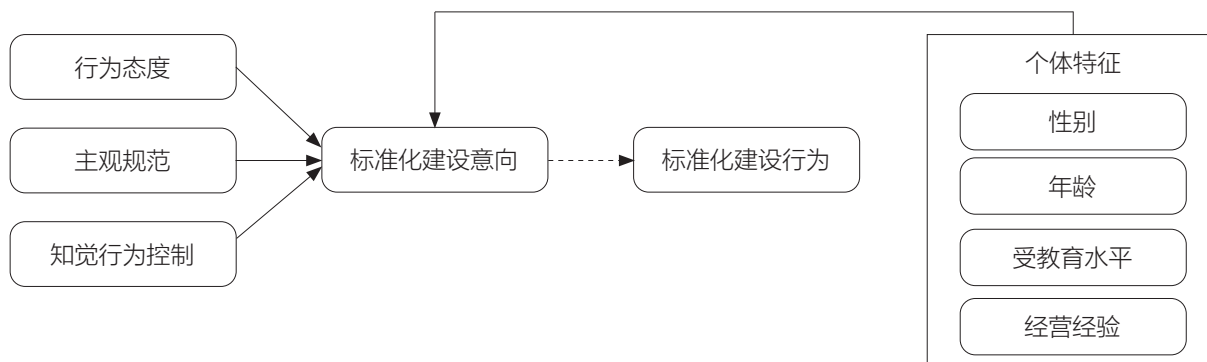 行为态度
主观规范
知觉行为控制
标准化建设意向
标准化建设行为
个体特征
性别
年龄
受教育水平
经营经验